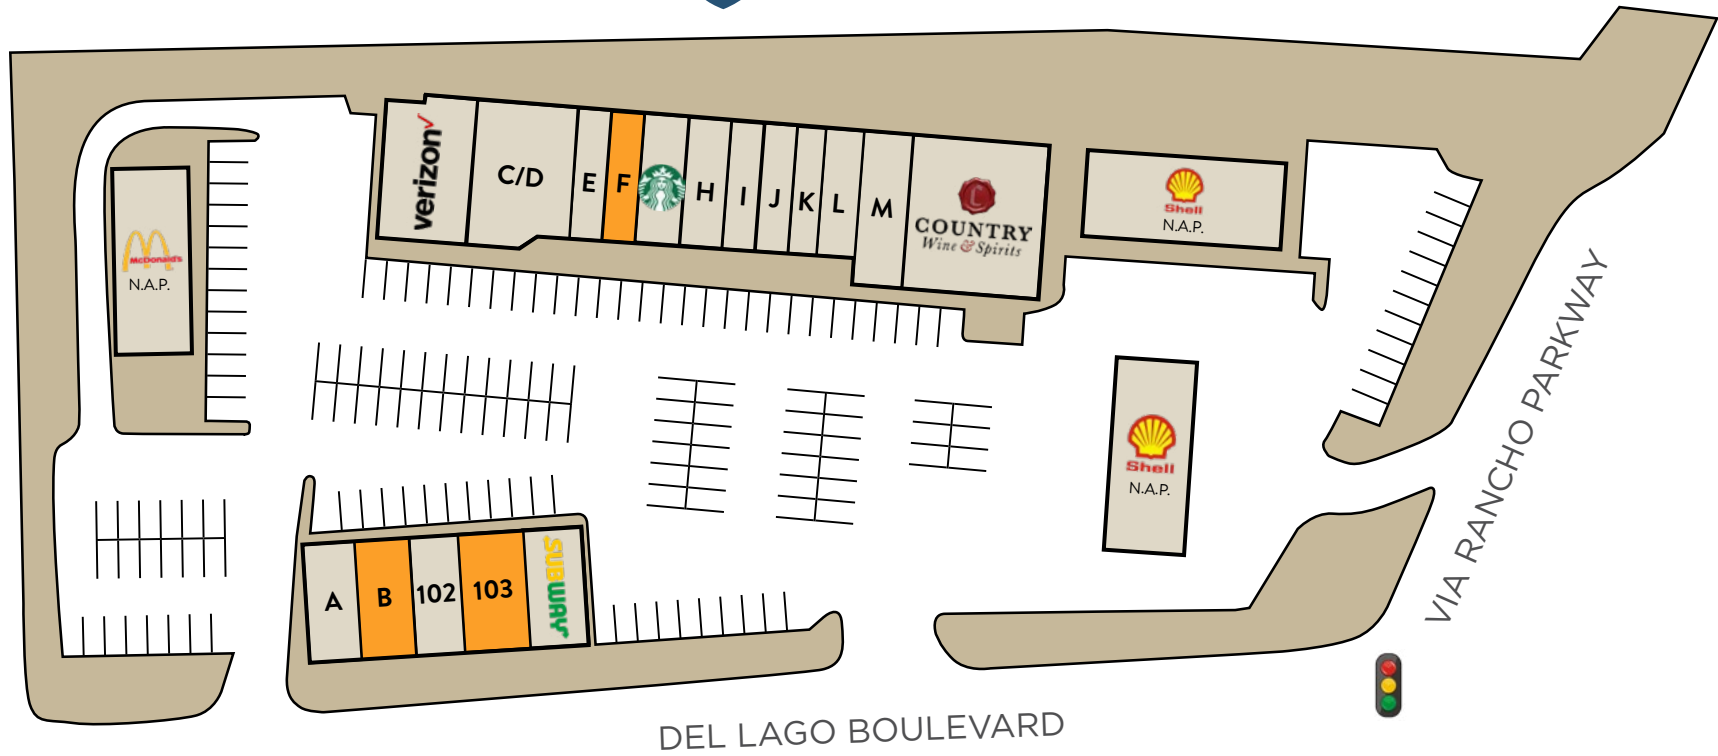 verizon
C/D
E
F
H
I
J
K
L
M
C
COUNTRY
Wine & Spirits
Shell
N.A.P.
McDonald's
N.A.P.
Shell
N.A.P.
A
B
102
103
SUBWAY
VIA RANCHO PARKWAY
DEL LAGO BOULEVARD